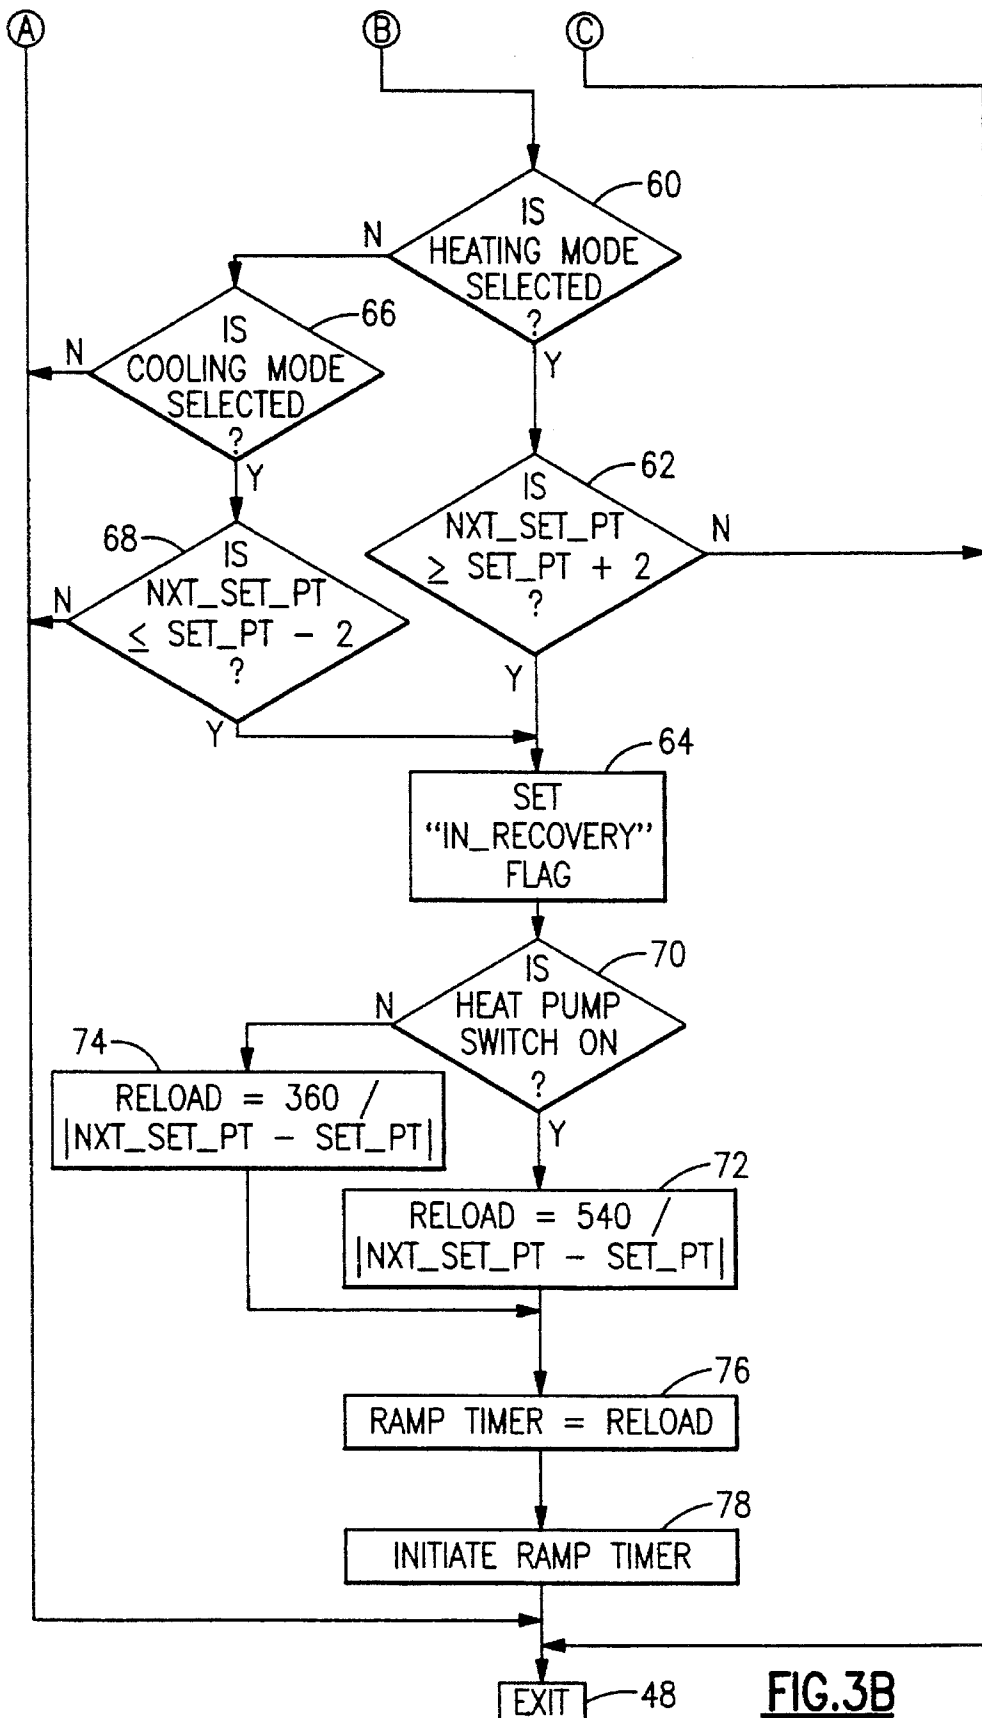 A
B
C
60
IS
HEATING MODE
SELECTED
?
N
Y
66
IS
COOLING MODE
SELECTED
?
N
Y
62
IS
NXT_SET_PT
≥ SET_PT + 2
?
N
Y
68
IS
NXT_SET_PT
≤ SET_PT - 2
?
N
Y
64
SET
“IN_RECOVERY”
FLAG
70
IS
HEAT PUMP
SWITCH ON
?
N
Y
74
RELOAD = 360 /
|NXT_SET_PT - SET_PT|
72
RELOAD = 540 /
|NXT_SET_PT - SET_PT|
76
RAMP TIMER = RELOAD
78
INITIATE RAMP TIMER
EXIT
48
FIG.3B